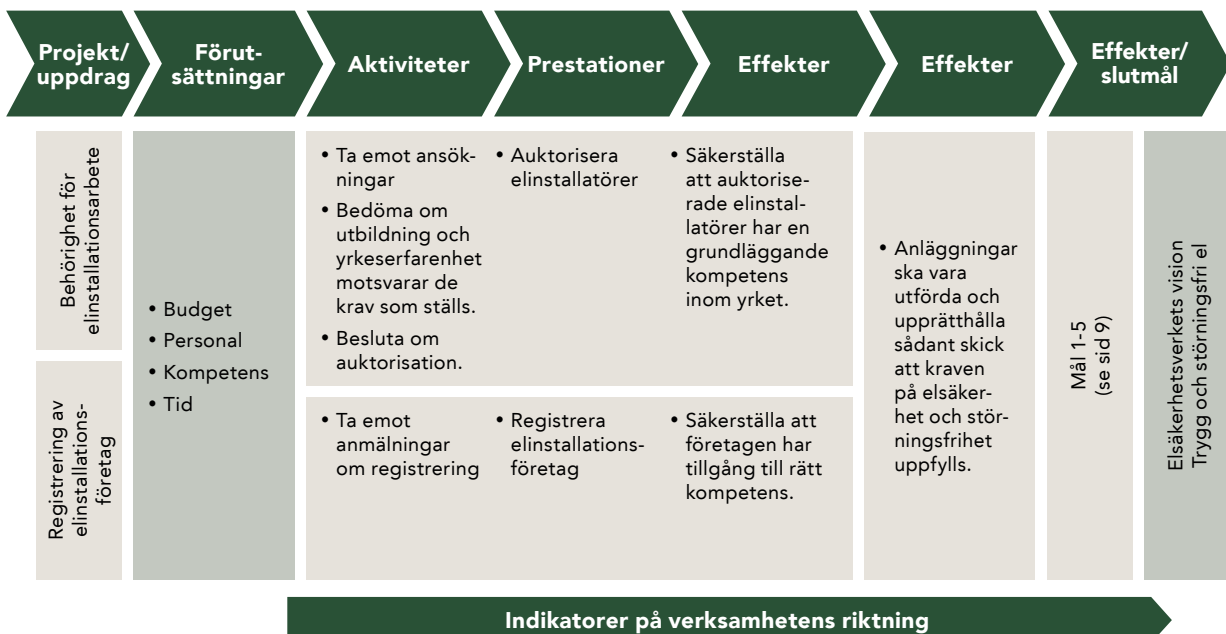 Projekt/
uppdrag
Förut-
sättningar
Aktiviteter
Prestationer
Effekter
Effekter
Effekter/
slutmål
Behörighet för
elinstallationsarbete
Registrering av
elinstallations-
företag
• Budget
• Personal
• Kompetens
• Tid
• Ta emot ansök-
ningar
• Bedöma om
utbildning och
yrkeserfarenhet
motsvarar de
krav som ställs.
• Besluta om
auktorisation.
• Auktorisera
elinstallatörer
• Säkerställa
att auktorise-
rade elinstal-
latörer har en
grundläggande
kompetens
inom yrket.
• Ta emot
anmälningar
om registrering
• Registrera
elinstallations-
företag
• Säkerställa att
företagen har
tillgång till rätt
kompetens.
• Anläggningar
ska vara
utförda och
upprätthålla
sådant skick
att kraven
på elsäker-
het och stör-
ningsfrihet
uppfylls.
Mål 1-5
(se sid 9)
Elsäkerhetsverkets vision
Trygg och störningsfri el
Indikatorer på verksamhetens riktning